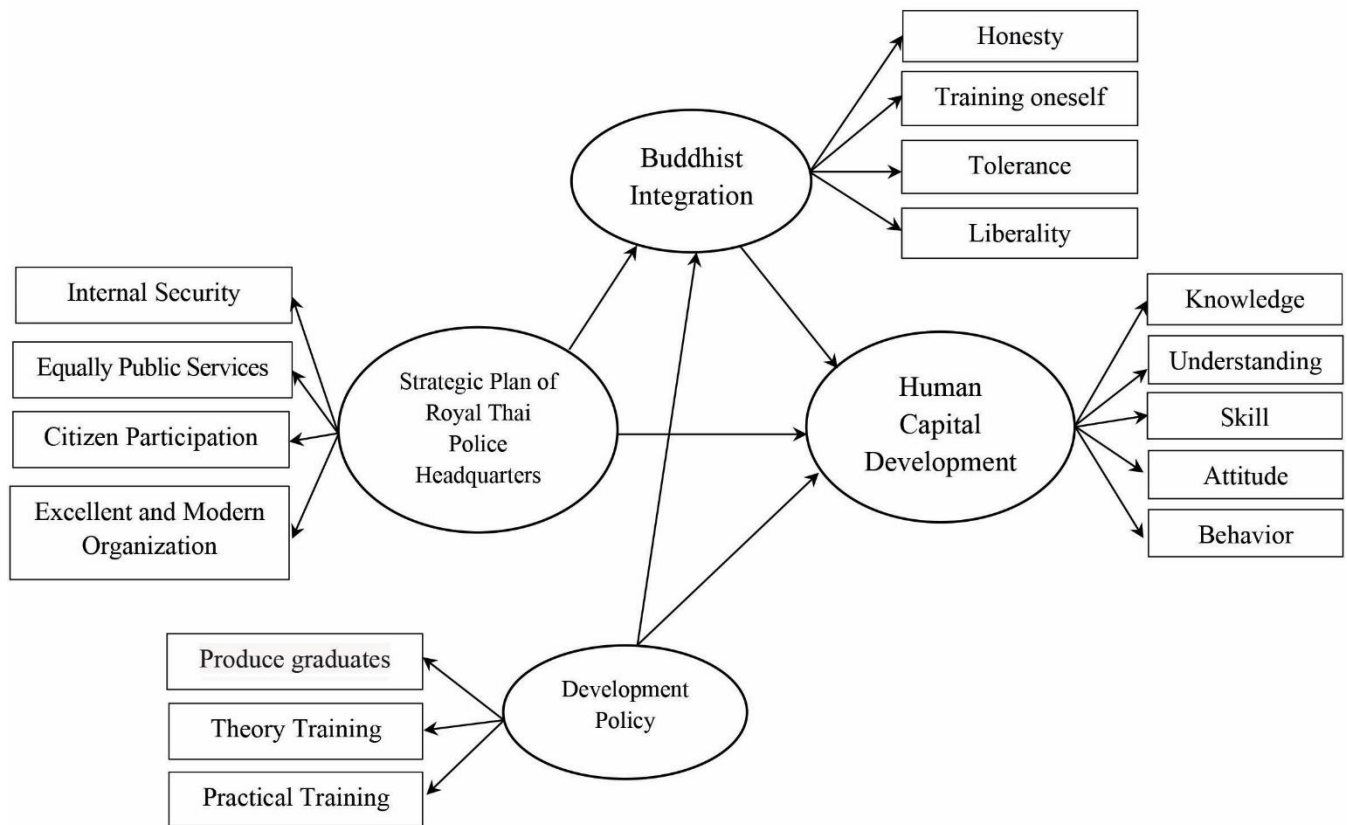 Honesty
Training oneself
Tolerance
Liberality
Buddhist
Integration
Internal Security
Equally Public Services
Citizen Participation
Excellent and Modern
Organization
Strategic Plan of
Royal Thai
Police
Headquarters
Human
Capital
Development
Knowledge
Understanding
Skill
Attitude
Behavior
Produce graduates
Theory Training
Practical Training
Development
Policy